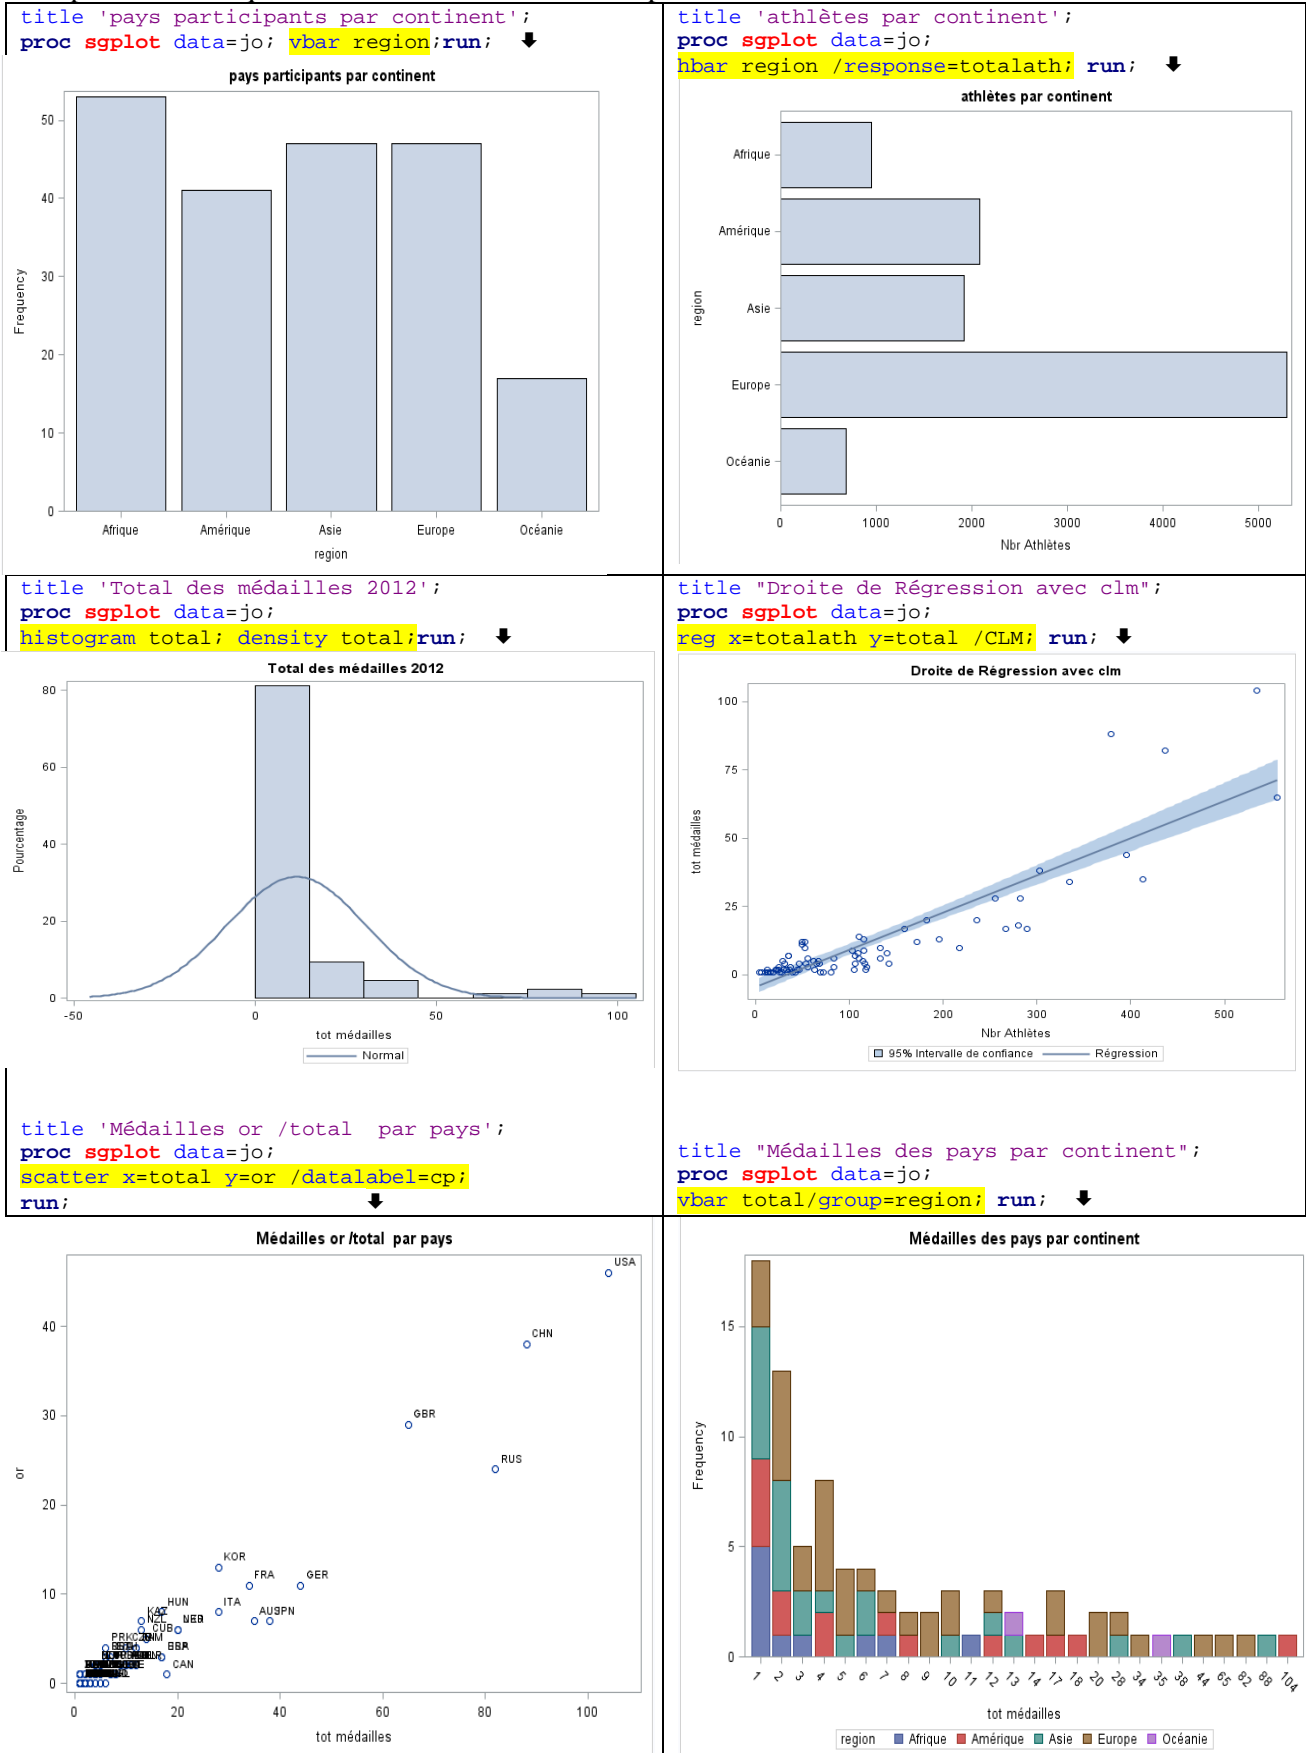 title 'pays participants par continent';
proc sgplot data=jo; vbar region;run;
pays participants par continent
50
40
30
20
10
0
Frequency
Afrique Amérique Asie Europe Océanie
region
title 'athlètes par continent';
proc sgplot data=jo;
hbar region /response=totalath; run;
athlètes par continent
Afrique
Amérique
Asie
Europe
Océanie
region
0 1000 2000 3000 4000 5000
Nbr Athlètes
title 'Total des médailles 2012';
proc sgplot data=jo;
histogram total; density total;run;
Total des médailles 2012
80
60
40
20
0
Pourcentage
-50 0 50 100
tot médailles
Normal
title "Droite de Régression avec clm";
proc sgplot data=jo;
reg x=totalath y=total /CLM; run;
Droite de Régression avec clm
100
75
50
25
0
tot médailles
0 100 200 300 400 500
Nbr Athlètes
95% Intervalle de confiance Régression
title 'Médailles or /total par pays';
proc sgplot data=jo;
scatter x=total y=or /datalabel=cp;
run;
Médailles or /total par pays
USA
CHN
GBR
RUS
KOR
FRA GER
HUN ITA
KAZ AUS JPN
NZL
CUB
PRK
CAN
40
30
20
10
0
or
0 20 40 60 80 100
tot médailles
title "Médailles des pays par continent";
proc sgplot data=jo;
vbar total/group=region; run;
Médailles des pays par continent
15
10
5
0
Frequency
1 2 3 4 5 6 7 8 9 10 11 12 13 14 17 18 20 28 34 35 38 44 65 82 88 104
tot médailles
region Afrique Amérique Asie Europe Océanie